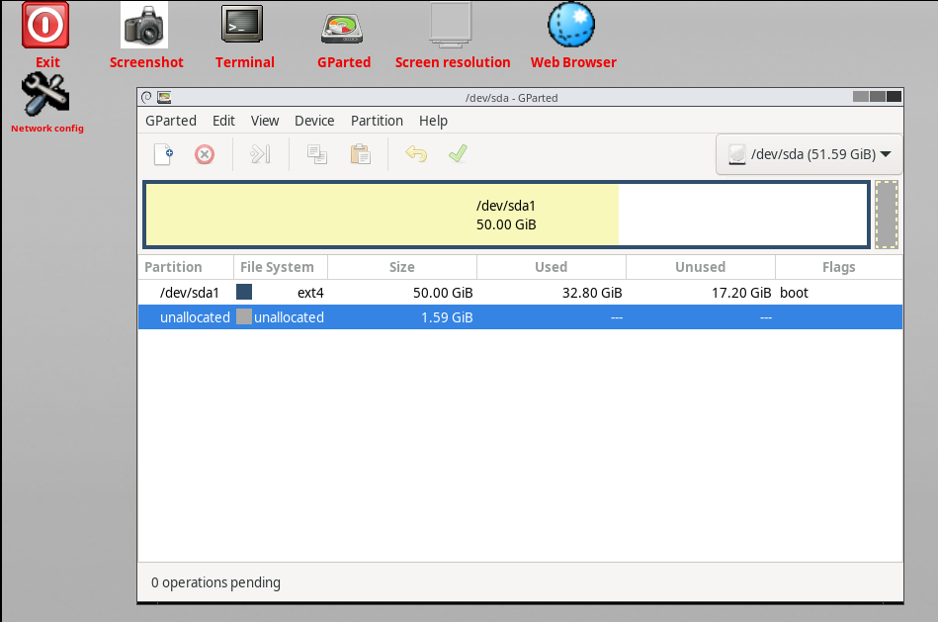 Exit
Screenshot
Terminal
GParted
Screen resolution
Web Browser
Network config
/dev/sda - GParted
GParted Edit View Device Partition Help
/dev/sda (51.59 GiB)
/dev/sda1
50.00 GiB
Partition File System Size Used Unused Flags
/dev/sda1 ext4 50.00 GiB 32.80 GiB 17.20 GiB boot
unallocated unallocated 1.59 GiB --- ---
0 operations pending